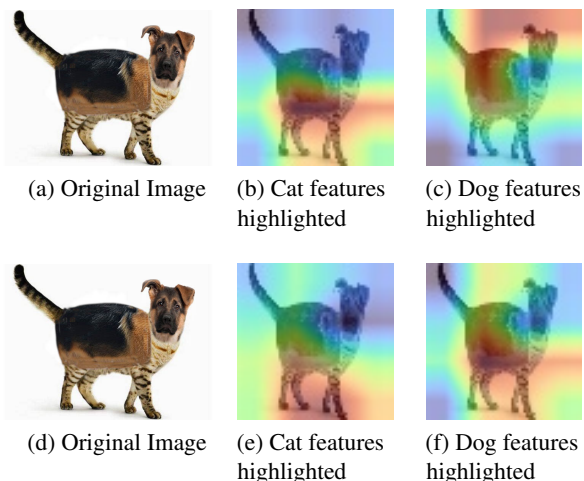 (a) Original Image
(b) Cat features
highlighted
(c) Dog features
highlighted
(d) Original Image
(e) Cat features
highlighted
(f) Dog features
highlighted